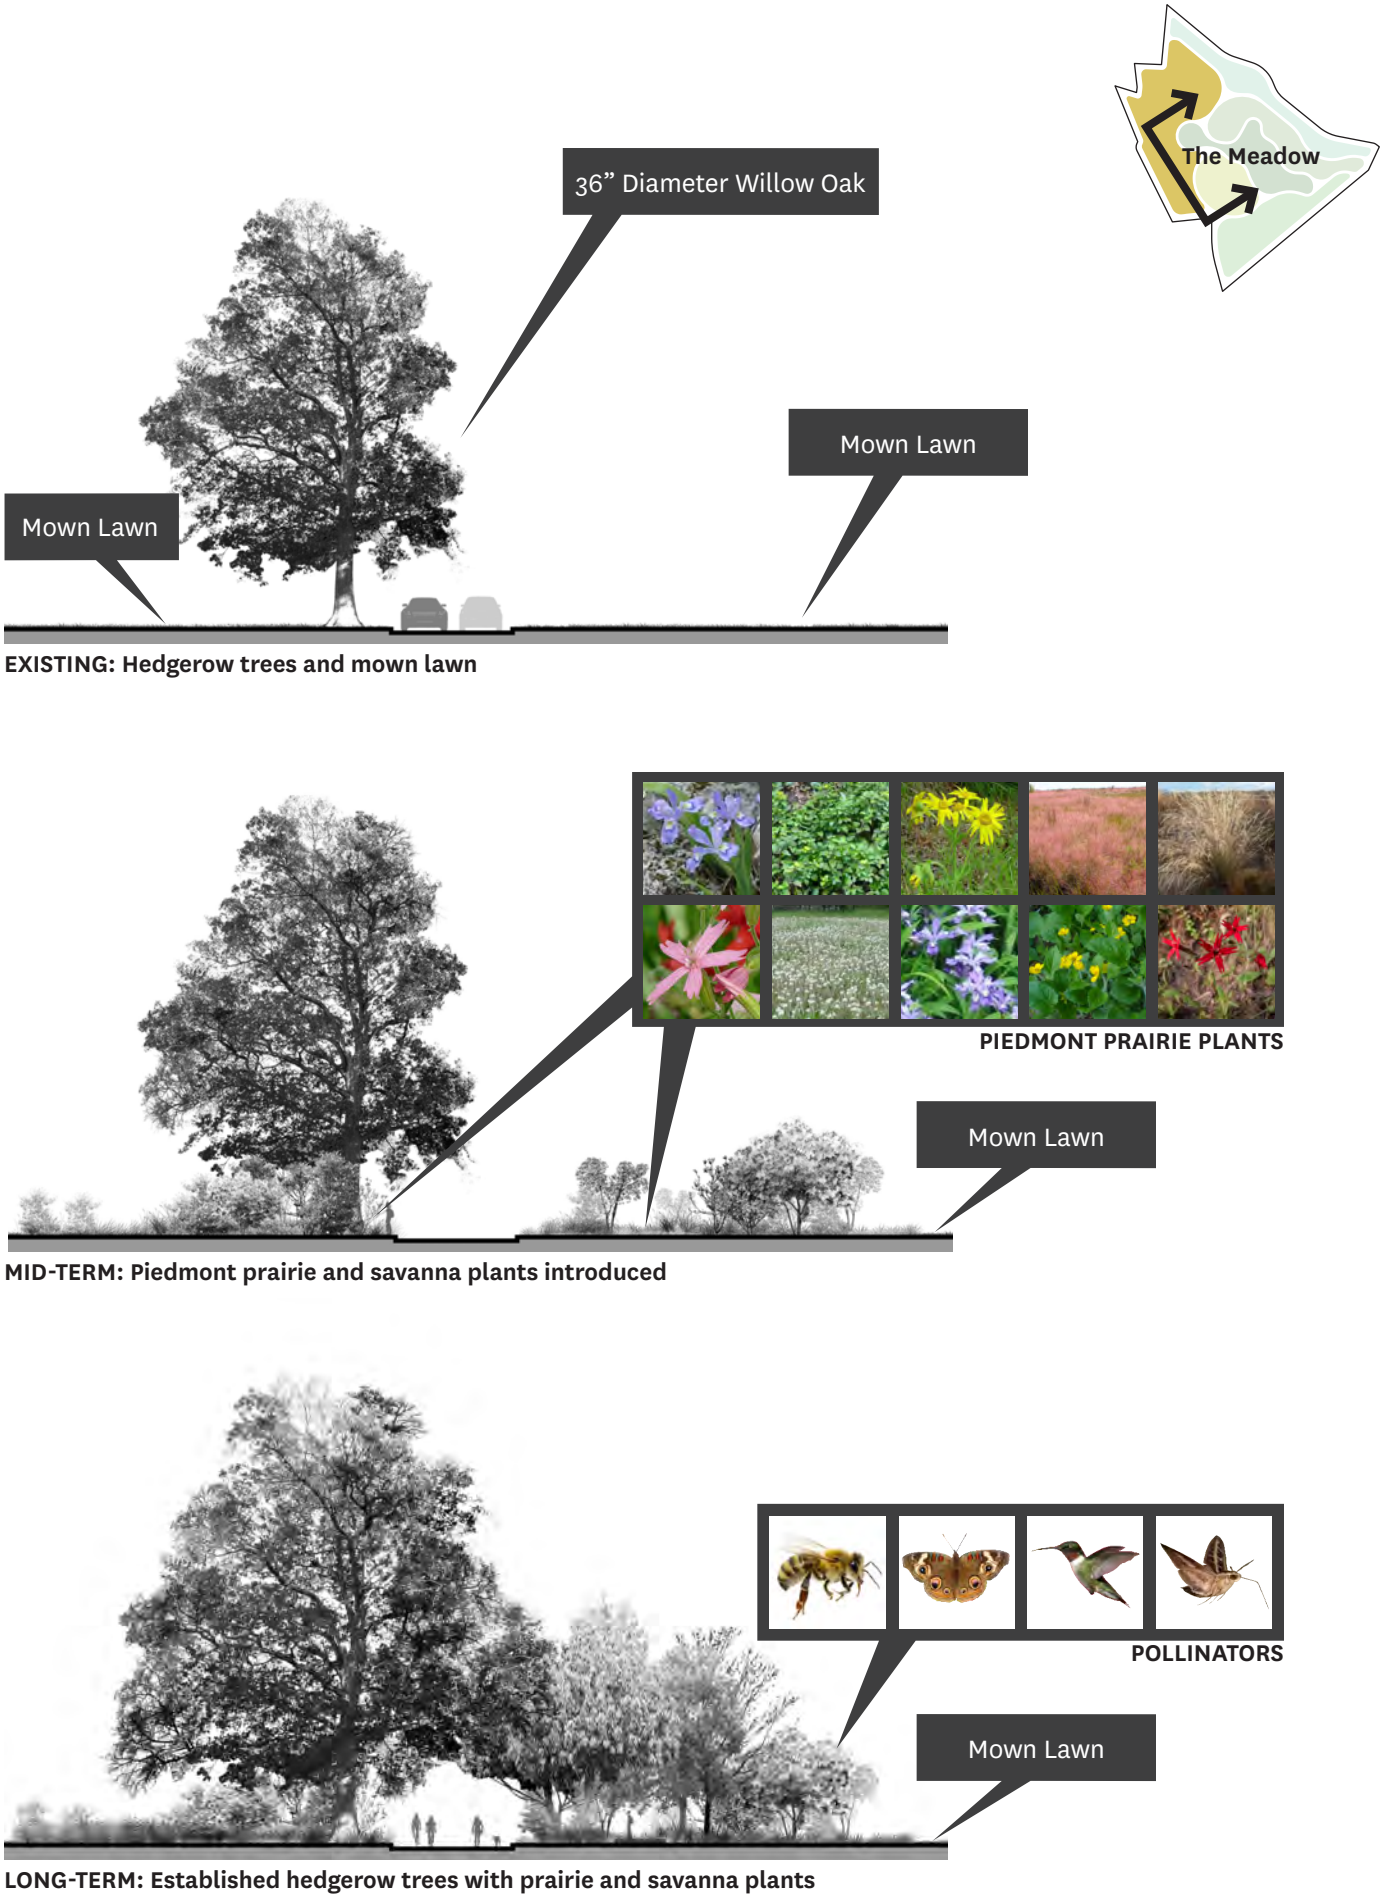 The Meadow
36” Diameter Willow Oak
Mown Lawn
Mown Lawn
EXISTING: Hedgerow trees and mown lawn
PIEDMONT PRAIRIE PLANTS
Mown Lawn
MID-TERM: Piedmont prairie and savanna plants introduced
POLLINATORS
Mown Lawn
LONG-TERM: Established hedgerow trees with prairie and savanna plants